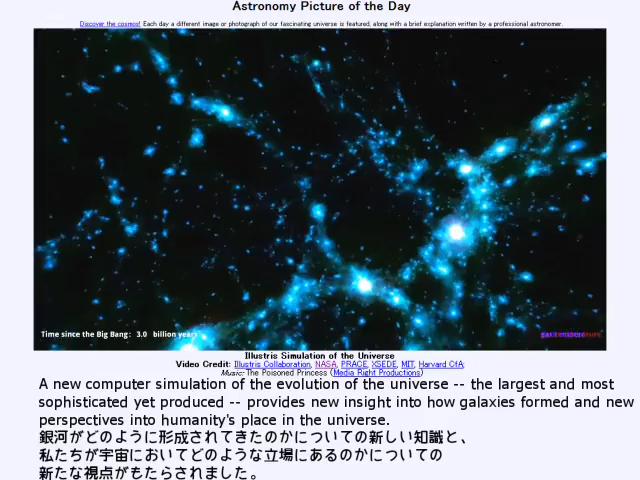 Astronomy Picture of the Day
Discover the cosmos! Each day a different image or photograph of our fascinating universe is featured, along with a brief explanation written by a professional astronomer.
Time since the Big Bang: 3.0 billion years
Illustris Simulation of the Universe
Video Credit: Illustris Collaboration, NASA, PRACE, XSEDE, MIT, Harvard CfA;
Music: The Poisoned Princess (Media Right Productions)
A new computer simulation of the evolution of the universe -- the largest and most
sophisticated yet produced -- provides new insight into how galaxies formed and new
perspectives into humanity's place in the universe.
銀河がどのように形成されてきたのかについての新しい知識と、
私たちが宇宙においてどのような立場にあるのかについての
新たな視点がもたらされました。